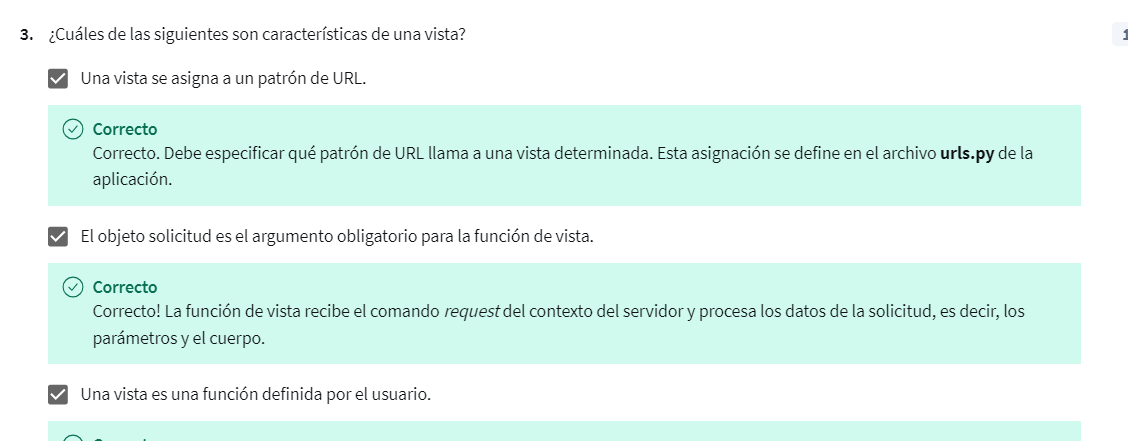 3. ¿Cuáles de las siguientes son características de una vista?
1
Una vista se asigna a un patrón de URL.
Correcto
Correcto. Debe especificar qué patrón de URL llama a una vista determinada. Esta asignación se define en el archivo urls.py de la
aplicación.
El objeto solicitud es el argumento obligatorio para la función de vista.
Correcto
Correcto! La función de vista recibe el comando request del contexto del servidor y procesa los datos de la solicitud, es decir, los
parámetros y el cuerpo.
Una vista es una función definida por el usuario.